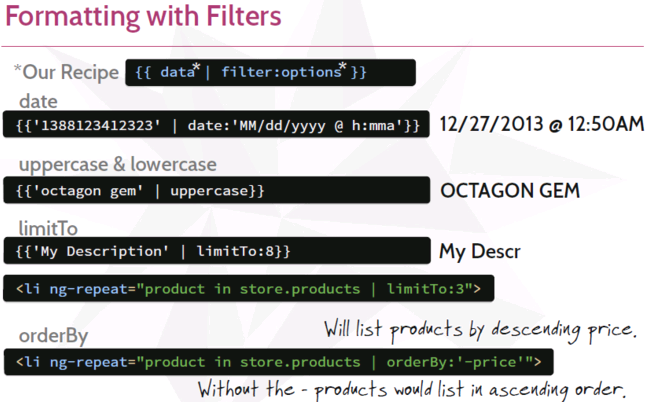 Formatting with Filters
*Our Recipe {{ data* | filter:options* }}
date
{{'1388123412323' | date:'MM/dd/yyyy @ h:mma'}} 12/27/2013 @ 12:50AM
uppercase & lowercase
{{'octagon gem' | uppercase}} OCTAGON GEM
limitTo
{{'My Description' | limitTo:8}} My Descr
<li ng-repeat="product in store.products | limitTo:3">
Will list products by descending price.
orderBy
<li ng-repeat="product in store.products | orderBy:'-price'">
Without the - products would list in ascending order.